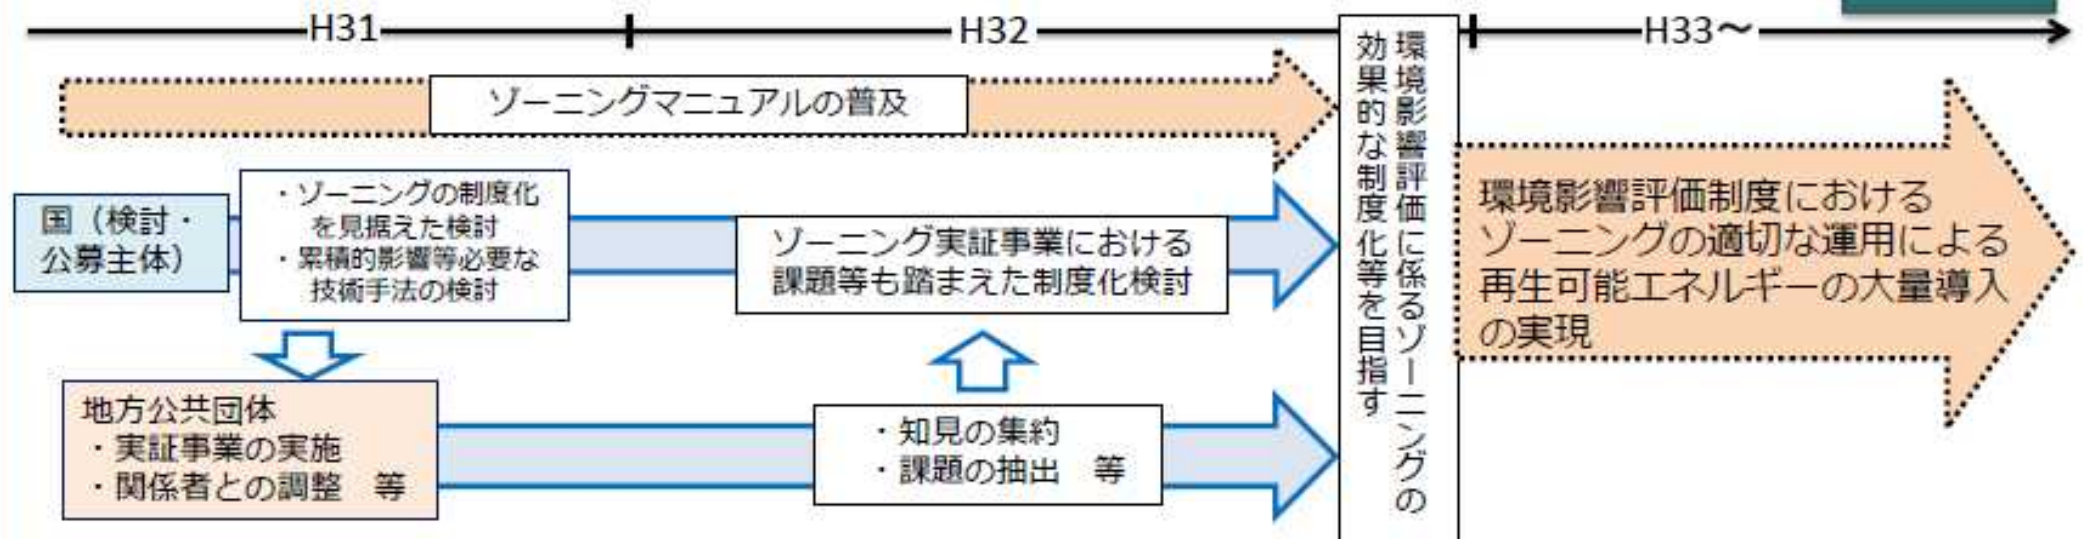 H31
H32
H33～
ゾーニングマニュアルの普及
国（検討・
公募主体）
・ゾーニングの制度化
を見据えた検討
・累積的影響等必要な
技術手法の検討
ゾーニング実証事業における
課題等も踏まえた制度化検討
地方公共団体
・実証事業の実施
・関係者との調整　等
・知見の集約
・課題の抽出　等
環境影響評価に係るゾーニングの
効果的な制度化等を目指す
環境影響評価制度における
ゾーニングの適切な運用による
再生可能エネルギーの大量導入
の実現